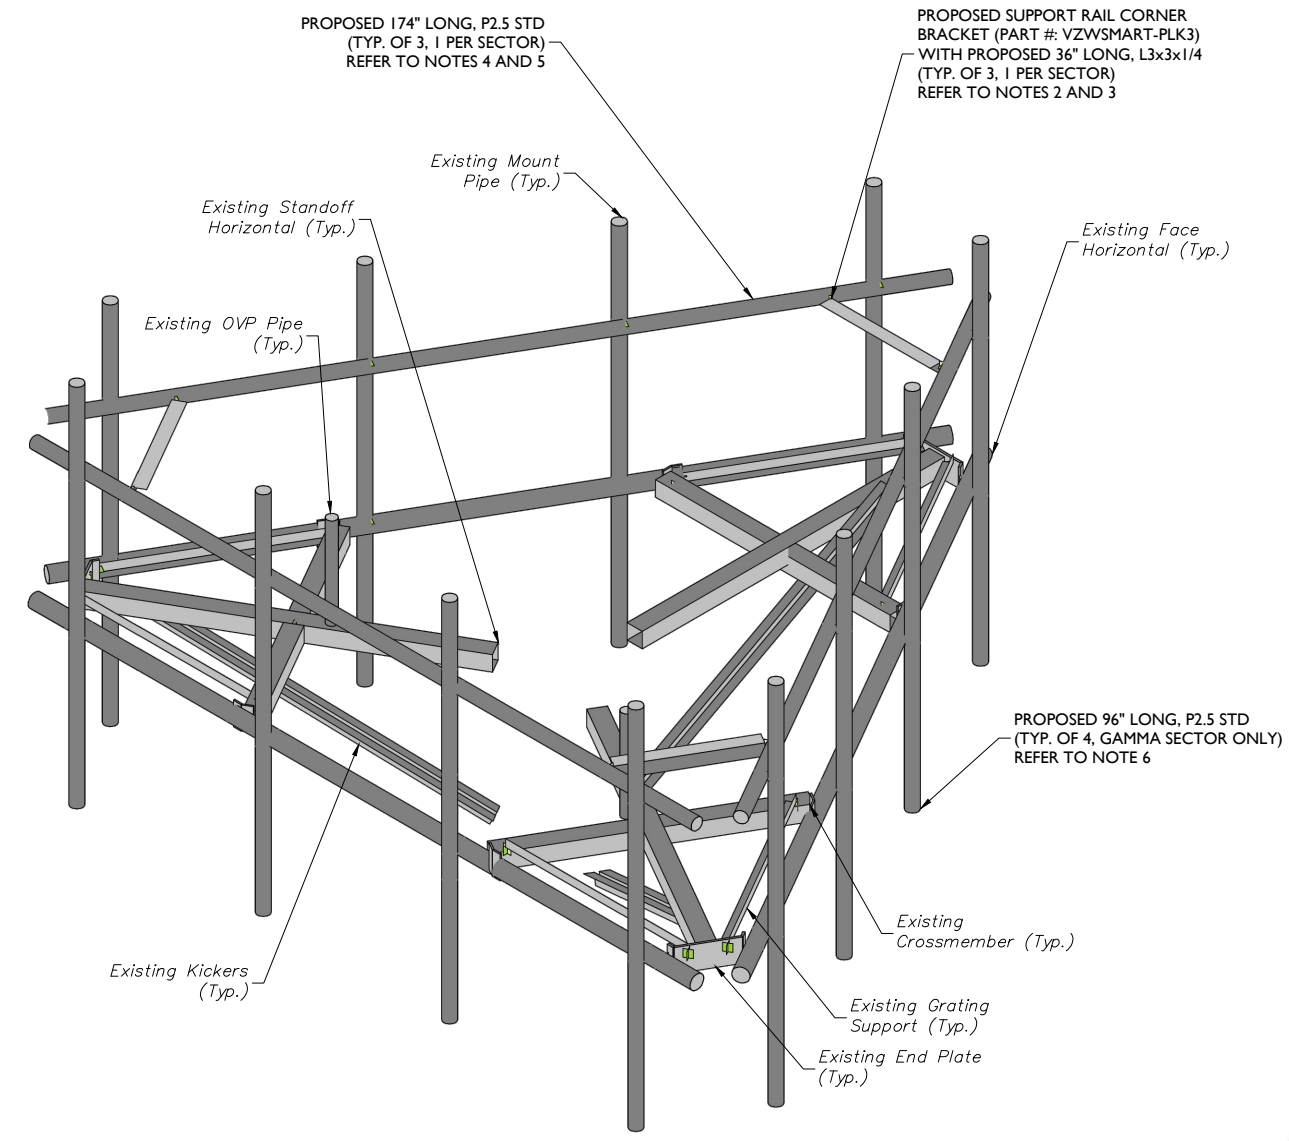 PROPOSED 174" LONG, P2.5 STD
(TYP. OF 3, 1 PER SECTOR)
REFER TO NOTES 4 AND 5
PROPOSED SUPPORT RAIL CORNER
BRACKET (PART #: VZWSMART-PLK3)
WITH PROPOSED 36" LONG, L3x3x1/4
(TYP. OF 3, 1 PER SECTOR)
REFER TO NOTES 2 AND 3
Existing Mount
Pipe (Typ.)
Existing Standoff
Horizontal (Typ.)
Existing Face
Horizontal (Typ.)
Existing OVP Pipe
(Typ.)
PROPOSED 96" LONG, P2.5 STD
(TYP. OF 4, GAMMA SECTOR ONLY)
REFER TO NOTE 6
Existing
Crossmember (Typ.)
Existing Kickers
(Typ.)
Existing Grating
Support (Typ.)
Existing End Plate
(Typ.)